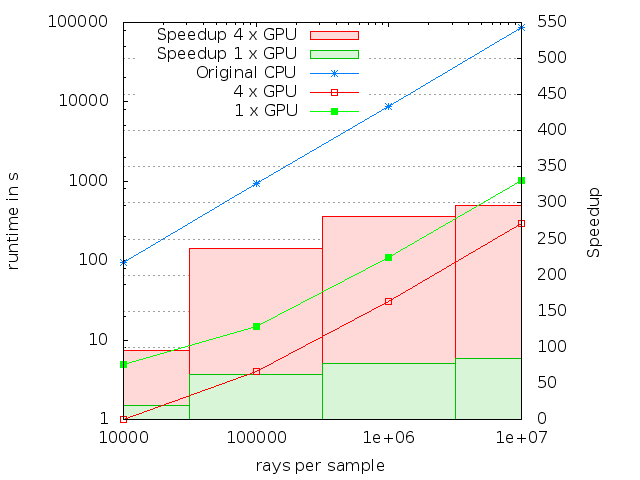 100000
10000
1000
100
10
1
runtime in s
Speedup 4 x GPU
Speedup 1 x GPU
Original CPU
4 x GPU
1 x GPU
550
500
450
400
350
300
250
200
150
100
50
0
Speedup
10000 100000 1e+06 1e+07
rays per sample